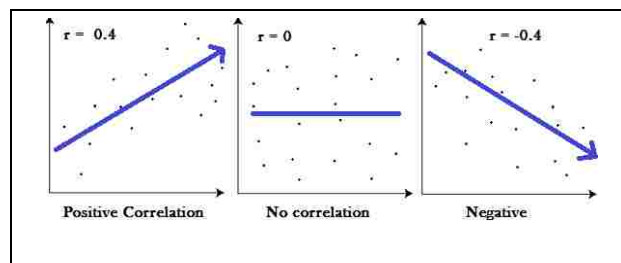 r = 0.4
r = 0
r = -0.4
Positive Correlation
No correlation
Negative